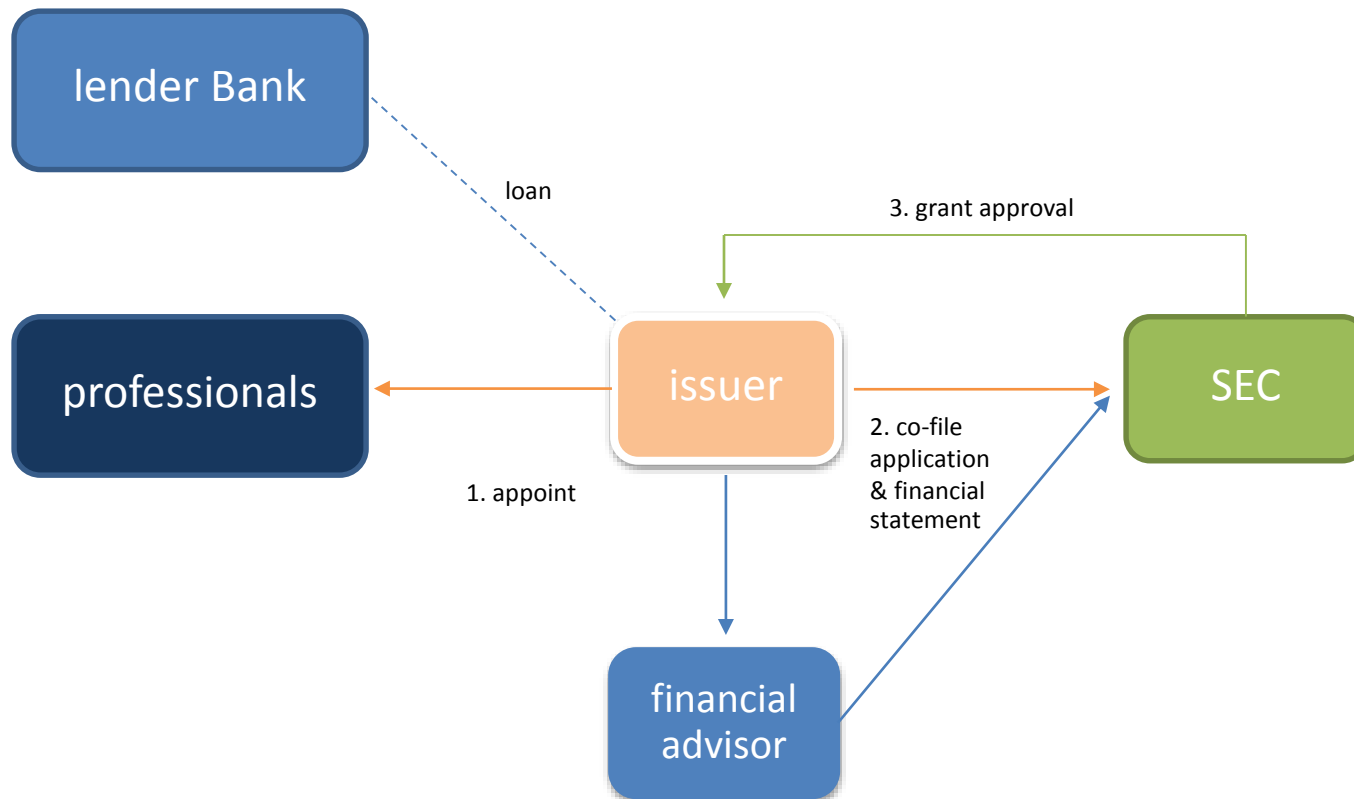 lender Bank
loan
3. grant approval
professionals
issuer
SEC
1. appoint
2. co-file
application
& financial
statement
financial
advisor